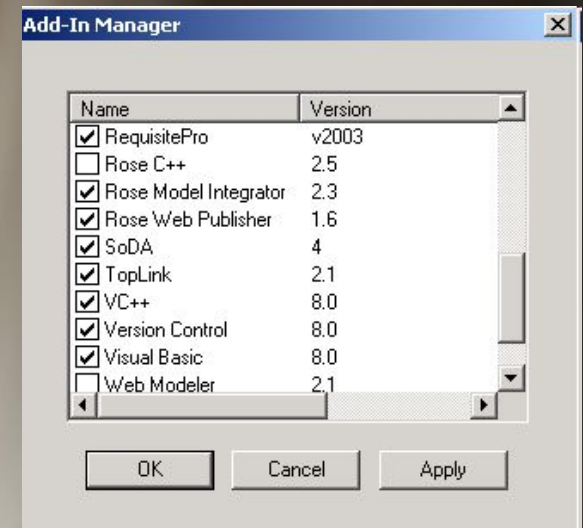 Add-In Manager
Name Version
RequisitePro v2003
Rose C++ 2.5
Rose Model Integrator 2.3
Rose Web Publisher 1.6
SoDA 4
TopLink 2.1
VC++ 8.0
Version Control 8.0
Visual Basic 8.0
Web Modeler 2.1
OK Cancel Apply